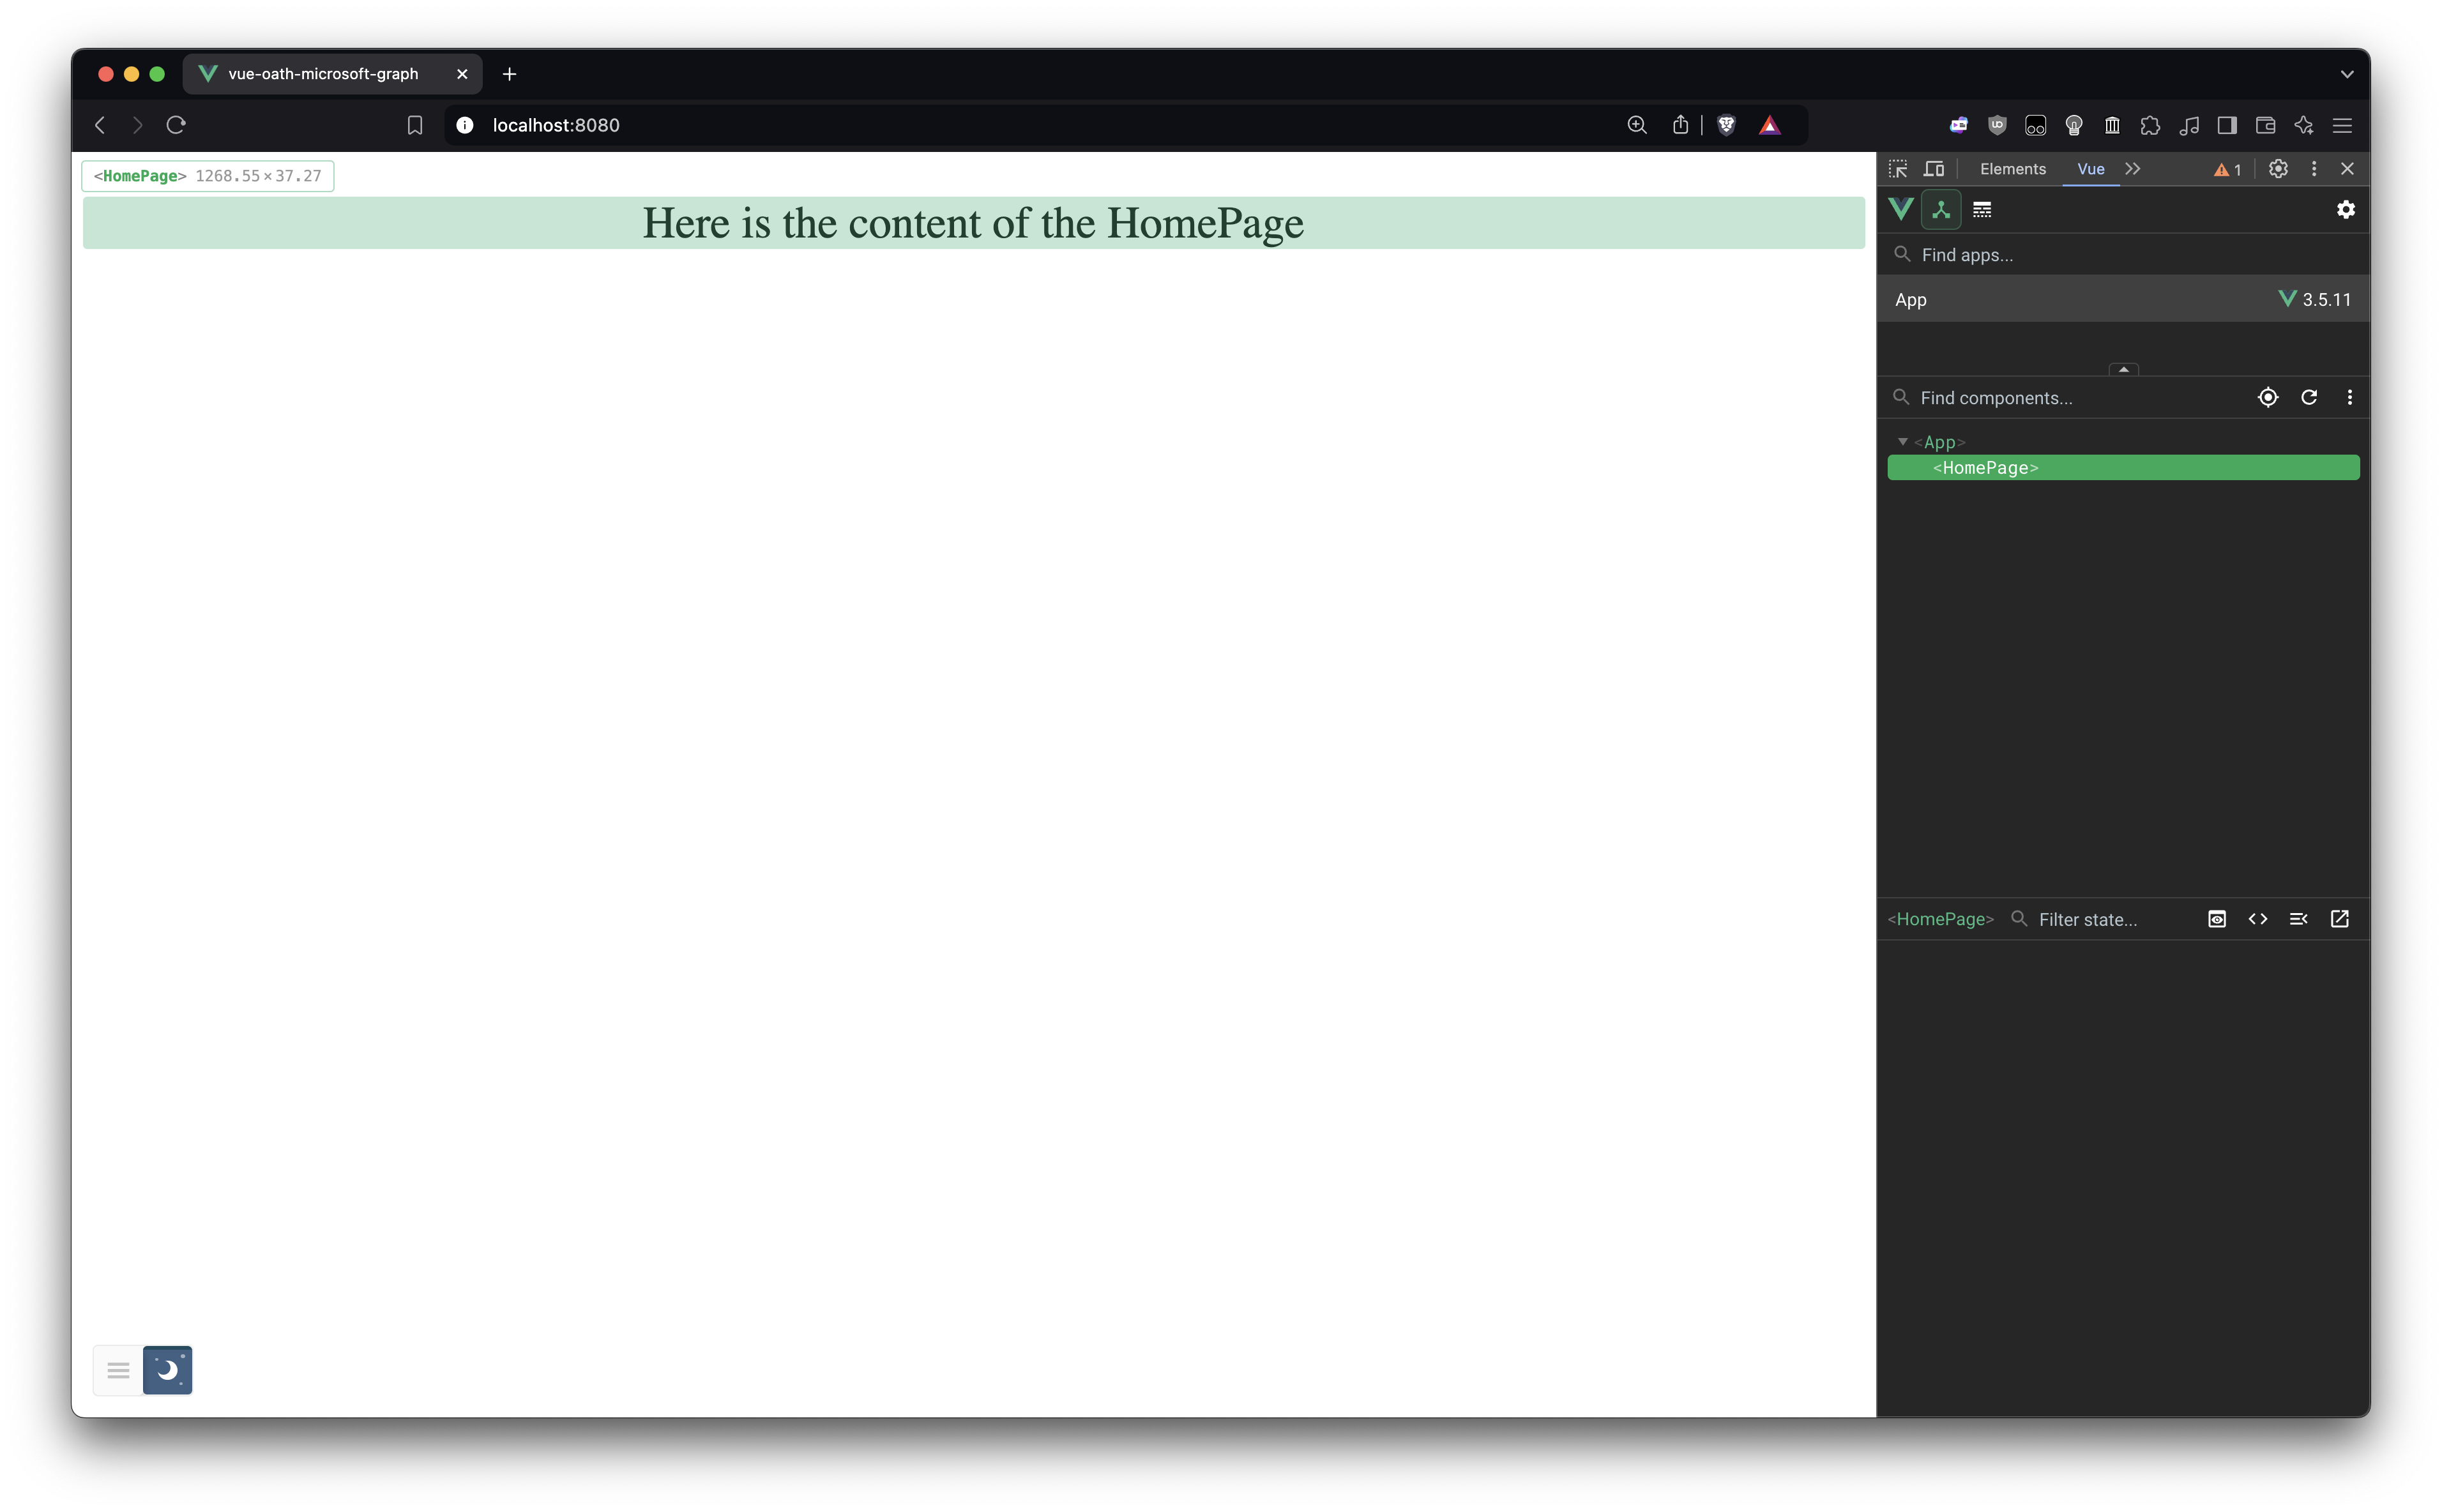 vue-oath-microsoft-graph
localhost:8080
<HomePage> 1268.55 × 37.27
Here is the content of the HomePage
Elements
Vue
1
Find apps...
App
3.5.11
Find components...
<App>
<HomePage>
<HomePage>
Filter state...